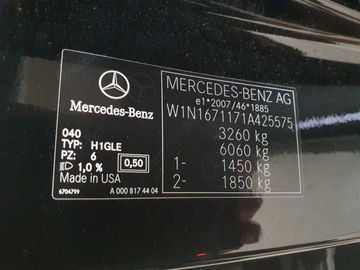 Mercedes-Benz
040
TYP: H1GLE
PZ: 6
1,0 % 0,50
Made in USA
6704799 A 000 817 44 04
MERCEDES-BENZ AG
e1*2007/46*1885
W1N1671171A425575
3260 kg
6060 kg
1- 1450 kg
2- 1850 kg